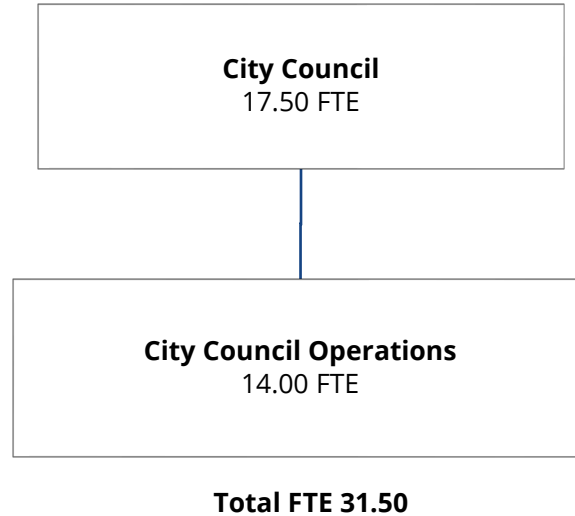 City Council
17.50 FTE
City Council Operations
14.00 FTE
Total FTE 31.50